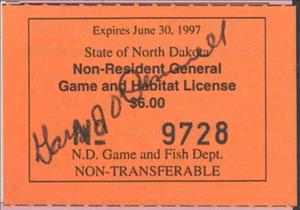 Expires June 30, 1997
State of North Dakota
Non-Resident General
Game and Habitat License
$6.00
No 9728
N.D. Game and Fish Dept.
NON-TRANSFERABLE